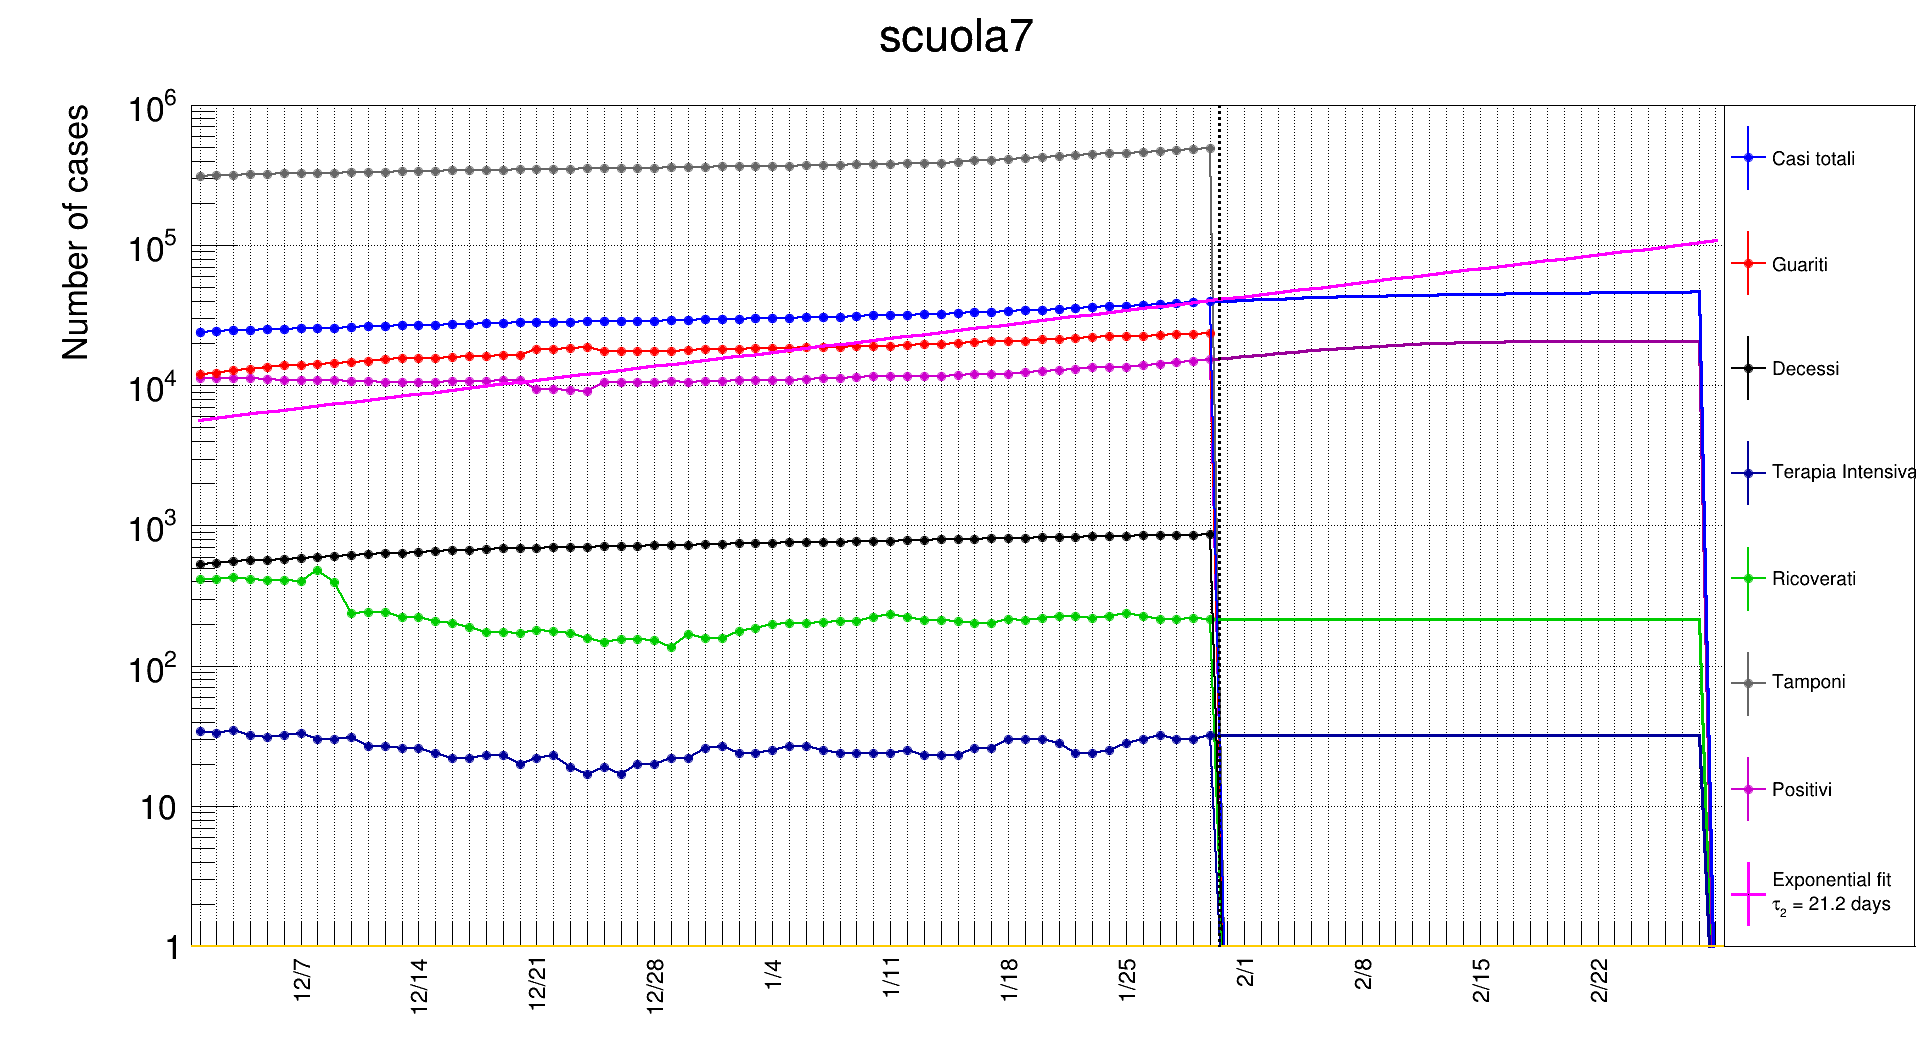 scuola7
Number of cases
10^6
10^5
10^4
10^3
10^2
10
1
12/7
12/14
12/21
12/28
1/4
1/11
1/18
1/25
2/1
2/8
2/15
2/22
Casi totali
Guariti
Decessi
Terapia Intensiva
Ricoverati
Tamponi
Positivi
Exponential fit
τ_2 = 21.2 days